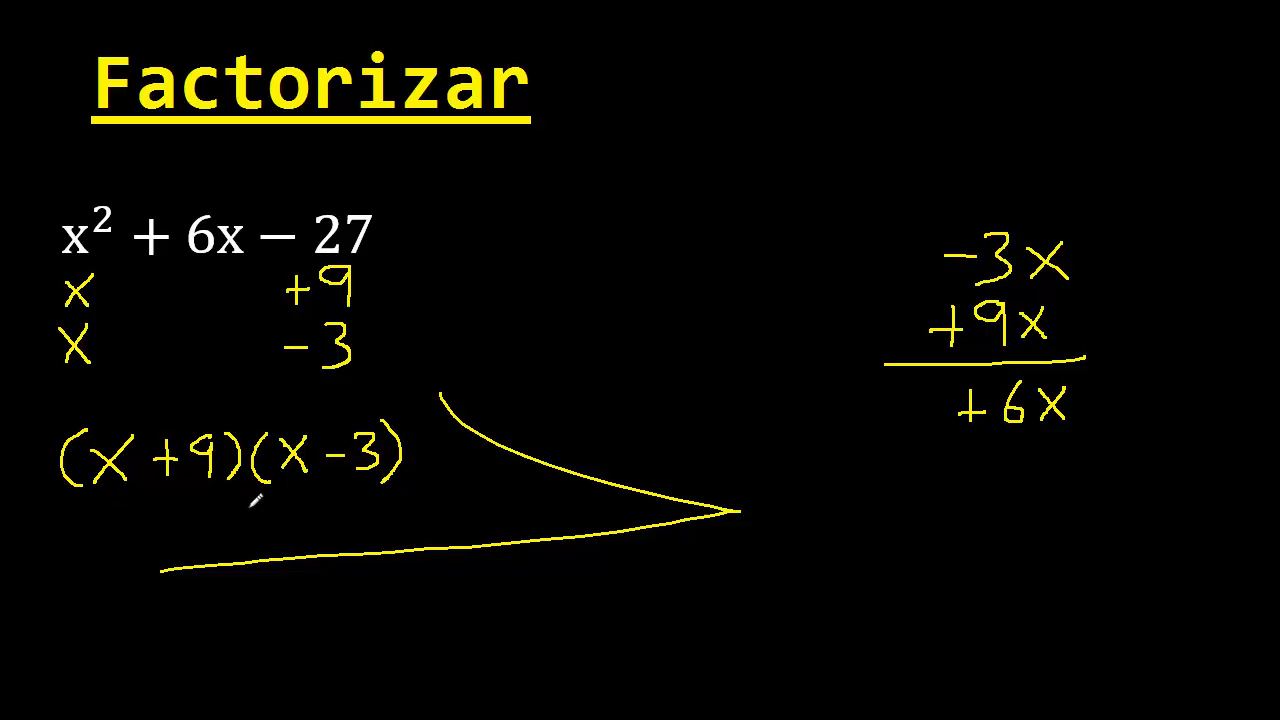 Factorizar
x² + 6x − 27
x +9
x −3
(x +9)(x −3)
−3x
+9x
+6x